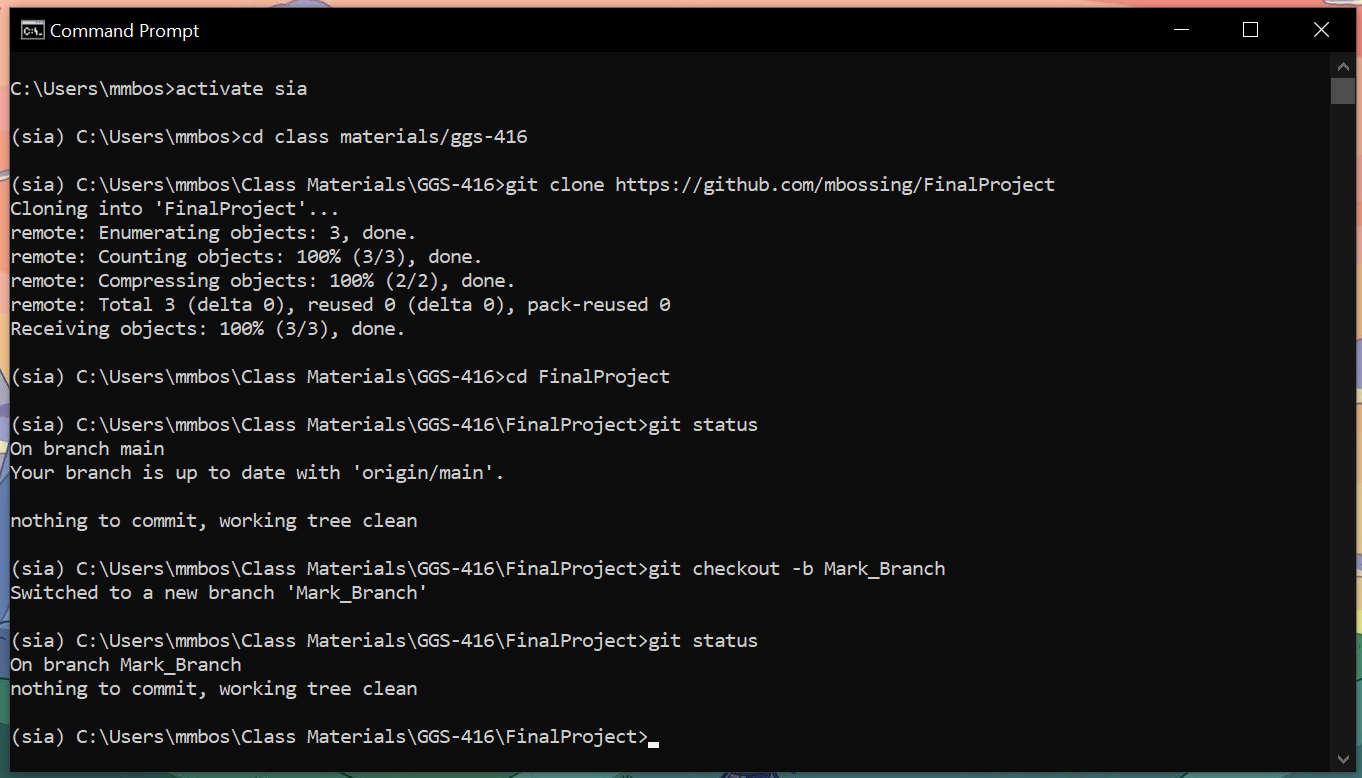 Command Prompt
C:\Users\mmbos>activate sia
(sia) C:\Users\mmbos>cd class materials/ggs-416
(sia) C:\Users\mmbos\Class Materials\GGS-416>git clone https://github.com/mbossing/FinalProject
Cloning into 'FinalProject'...
remote: Enumerating objects: 3, done.
remote: Counting objects: 100% (3/3), done.
remote: Compressing objects: 100% (2/2), done.
remote: Total 3 (delta 0), reused 0 (delta 0), pack-reused 0
Receiving objects: 100% (3/3), done.
(sia) C:\Users\mmbos\Class Materials\GGS-416>cd FinalProject
(sia) C:\Users\mmbos\Class Materials\GGS-416\FinalProject>git status
On branch main
Your branch is up to date with 'origin/main'.
nothing to commit, working tree clean
(sia) C:\Users\mmbos\Class Materials\GGS-416\FinalProject>git checkout -b Mark_Branch
Switched to a new branch 'Mark_Branch'
(sia) C:\Users\mmbos\Class Materials\GGS-416\FinalProject>git status
On branch Mark_Branch
nothing to commit, working tree clean
(sia) C:\Users\mmbos\Class Materials\GGS-416\FinalProject>